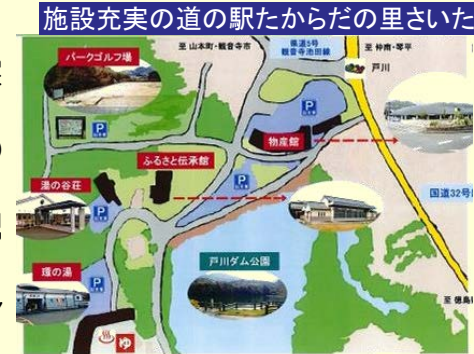 施設充実の道の駅たからだの里さいた
パークゴルフ場
至 山本町・観音寺市
県道5号
観音寺池田線
至 仲南・琴平
戸川
P
P
物産館
ふるさと伝承館
P
湯の谷荘
P
国道32号
戸川ダム公園
環の湯
P
至 徳島
ゆ